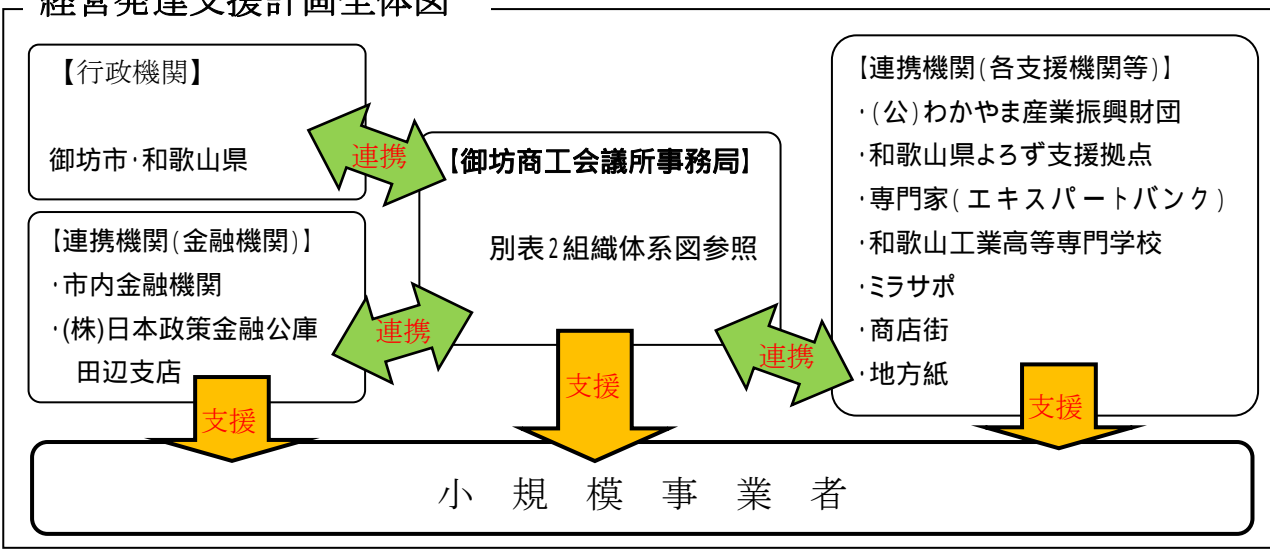 経営発達支援計画全体図
【行政機関】
御坊市・和歌山県
連携
【御坊商工会議所事務局】
別表2組織体系図参照
【連携機関(金融機関)】
・市内金融機関
・(株)日本政策金融公庫
田辺支店
連携
連携
【連携機関(各支援機関等)】
・(公)わかやま産業振興財団
・和歌山県よろず支援拠点
・専門家(エキスパートバンク)
・和歌山工業高等専門学校
・ミラサポ
・商店街
・地方紙
支援
支援
支援
小規模事業者